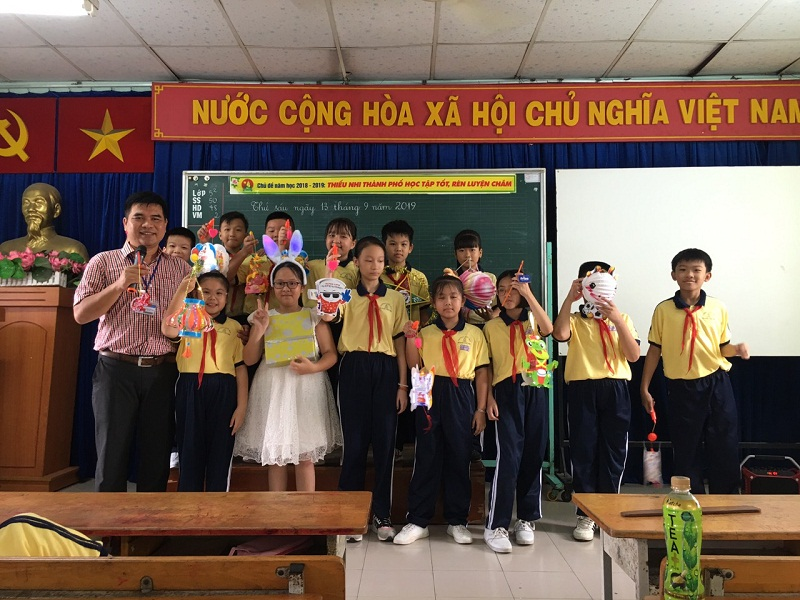 NƯỚC CỘNG HÒA XÃ HỘI CHỦ NGHĨA VIỆT NAM
Chủ đề năm học 2018 - 2019: THIẾU NHI THÀNH PHỐ HỌC TẬP TỐT, RÈN LUYỆN CHĂM
Lớp
SS 50
HD
VM
Thứ sáu ngày 13 tháng 9 năm 2019
TEA